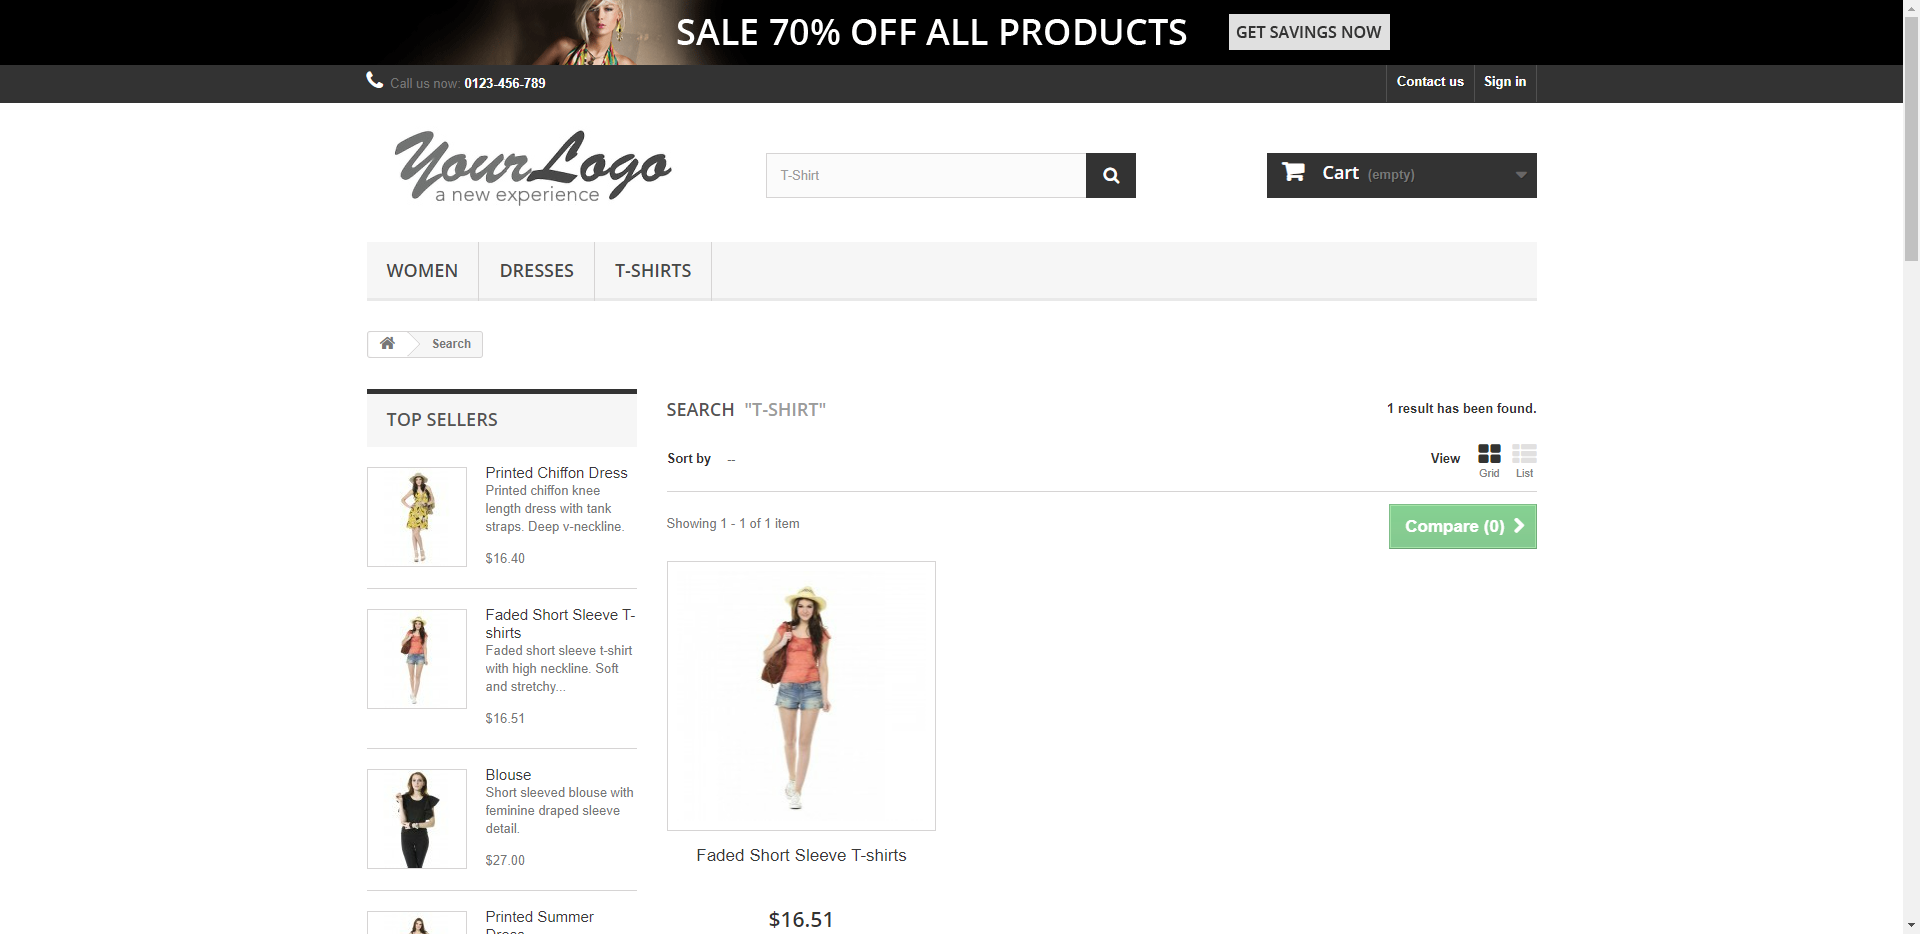 SALE 70% OFF ALL PRODUCTS
GET SAVINGS NOW
Call us now: 0123-456-789
Contact us
Sign in
YourLogo
a new experience
T-Shirt
Cart (empty)
WOMEN
DRESSES
T-SHIRTS
Search
TOP SELLERS
Printed Chiffon Dress
Printed chiffon knee
length dress with tank
straps. Deep v-neckline.
$16.40
Faded Short Sleeve T-
shirts
Faded short sleeve t-shirt
with high neckline. Soft
and stretchy...
$16.51
Blouse
Short sleeved blouse with
feminine draped sleeve
detail.
$27.00
Printed Summer
Dress
SEARCH "T-SHIRT"
1 result has been found.
Sort by --
View
Grid
List
Showing 1 - 1 of 1 item
Compare (0)
Faded Short Sleeve T-shirts
$16.51